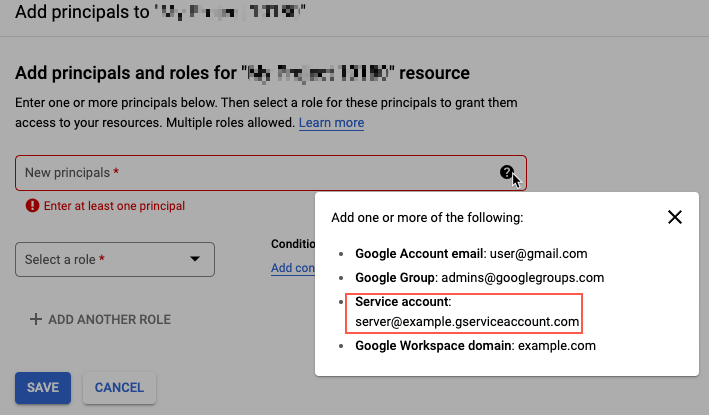 Add principals to "
Add principals and roles for " " resource
Enter one or more principals below. Then select a role for these principals to grant them
access to your resources. Multiple roles allowed. Learn more
New principals *
Enter at least one principal
Select a role *
Conditio
Add con
ADD ANOTHER ROLE
SAVE
CANCEL
Add one or more of the following:
Google Account email: user@gmail.com
Google Group: admins@googlegroups.com
Service account:
server@example.gserviceaccount.com
Google Workspace domain: example.com